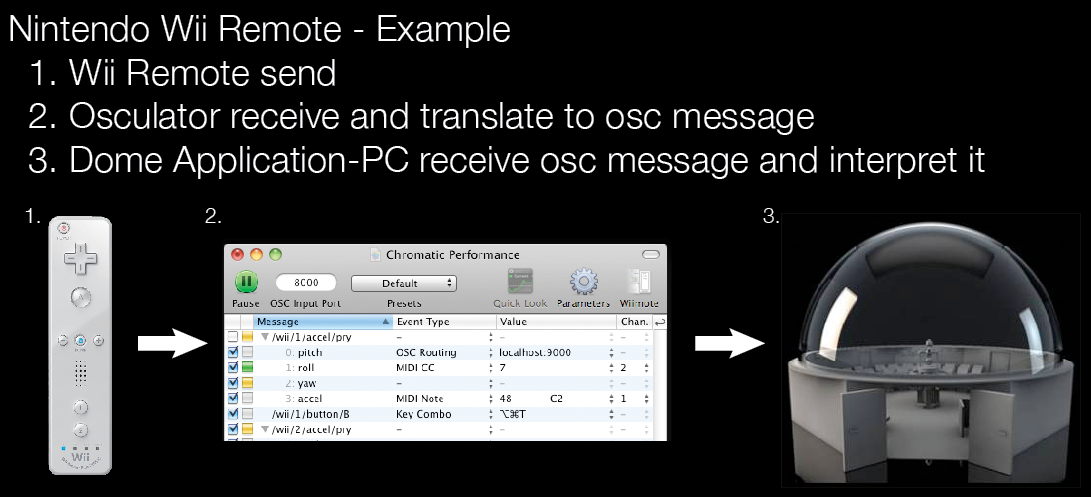 Nintendo Wii Remote - Example
1. Wii Remote send
2. Osculator receive and translate to osc message
3. Dome Application-PC receive osc message and interpret it
1.
2.
3.
Chromatic Performance
8000
Default
Pause OSC Input Port Presets Quick Look Parameters Wiimote
Message Event Type Value Chan.
/wii/1/accel/pry - -
0: pitch OSC Routing localhost:9000 -
1: roll MIDI CC 7 2
2: yaw - - -
3: accel MIDI Note 48 C2 1
/wii/1/button/B Key Combo ⌥⌘T -
/wii/2/accel/pry - - -
A
1
2
Wii